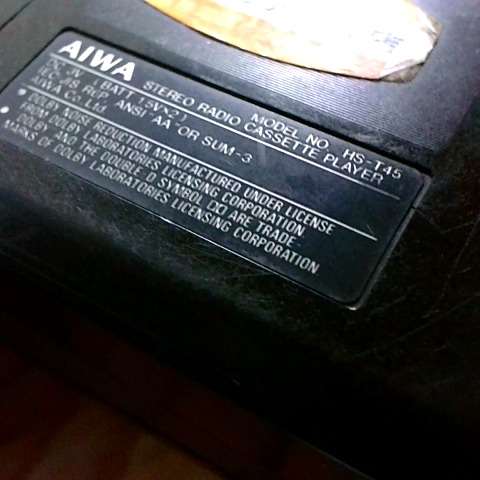 AIWA
MODEL NO. HS-T45
STEREO RADIO CASSETTE PLAYER
DC 3V (BATT 1.5V×2)
IEC R6 ANSI-AA OR SUM-3
AIWA Co., Ltd.
• DOLBY NOISE REDUCTION MANUFACTURED UNDER LICENSE
FROM DOLBY LABORATORIES LICENSING CORPORATION.
• DOLBY AND THE DOUBLE-D SYMBOL ARE TRADE-
MARKS OF DOLBY LABORATORIES LICENSING CORPORATION